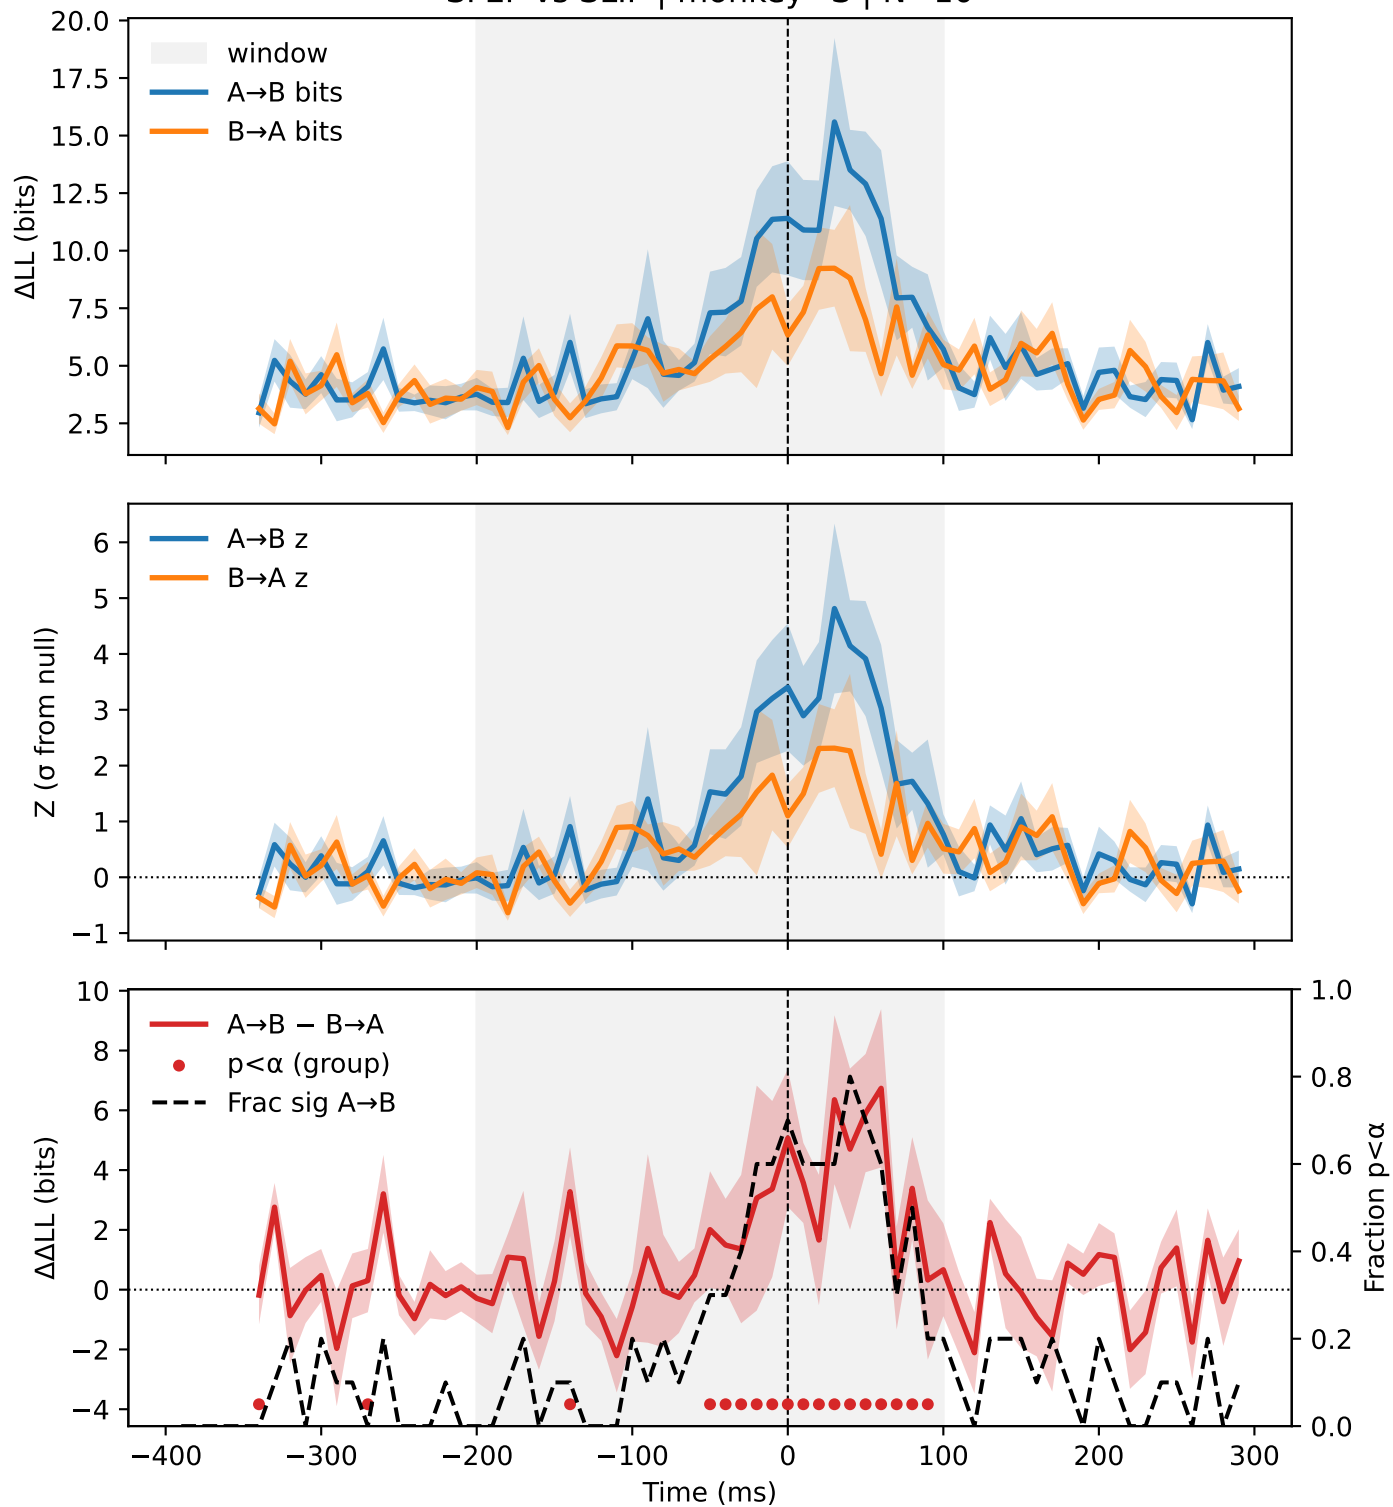 20.0
17.5
15.0
12.5
10.0
7.5
5.0
2.5
ΔLL (bits)
window
A→B bits
B→A bits
6
5
4
3
2
1
0
−1
Z (σ from null)
A→B z
B→A z
10
8
6
4
2
0
−2
−4
ΔΔLL (bits)
A→B − B→A
p<α (group)
Frac sig A→B
1.0
0.8
0.6
0.4
0.2
0.0
Fraction p<α
−400 −300 −200 −100 0 100 200 300
Time (ms)